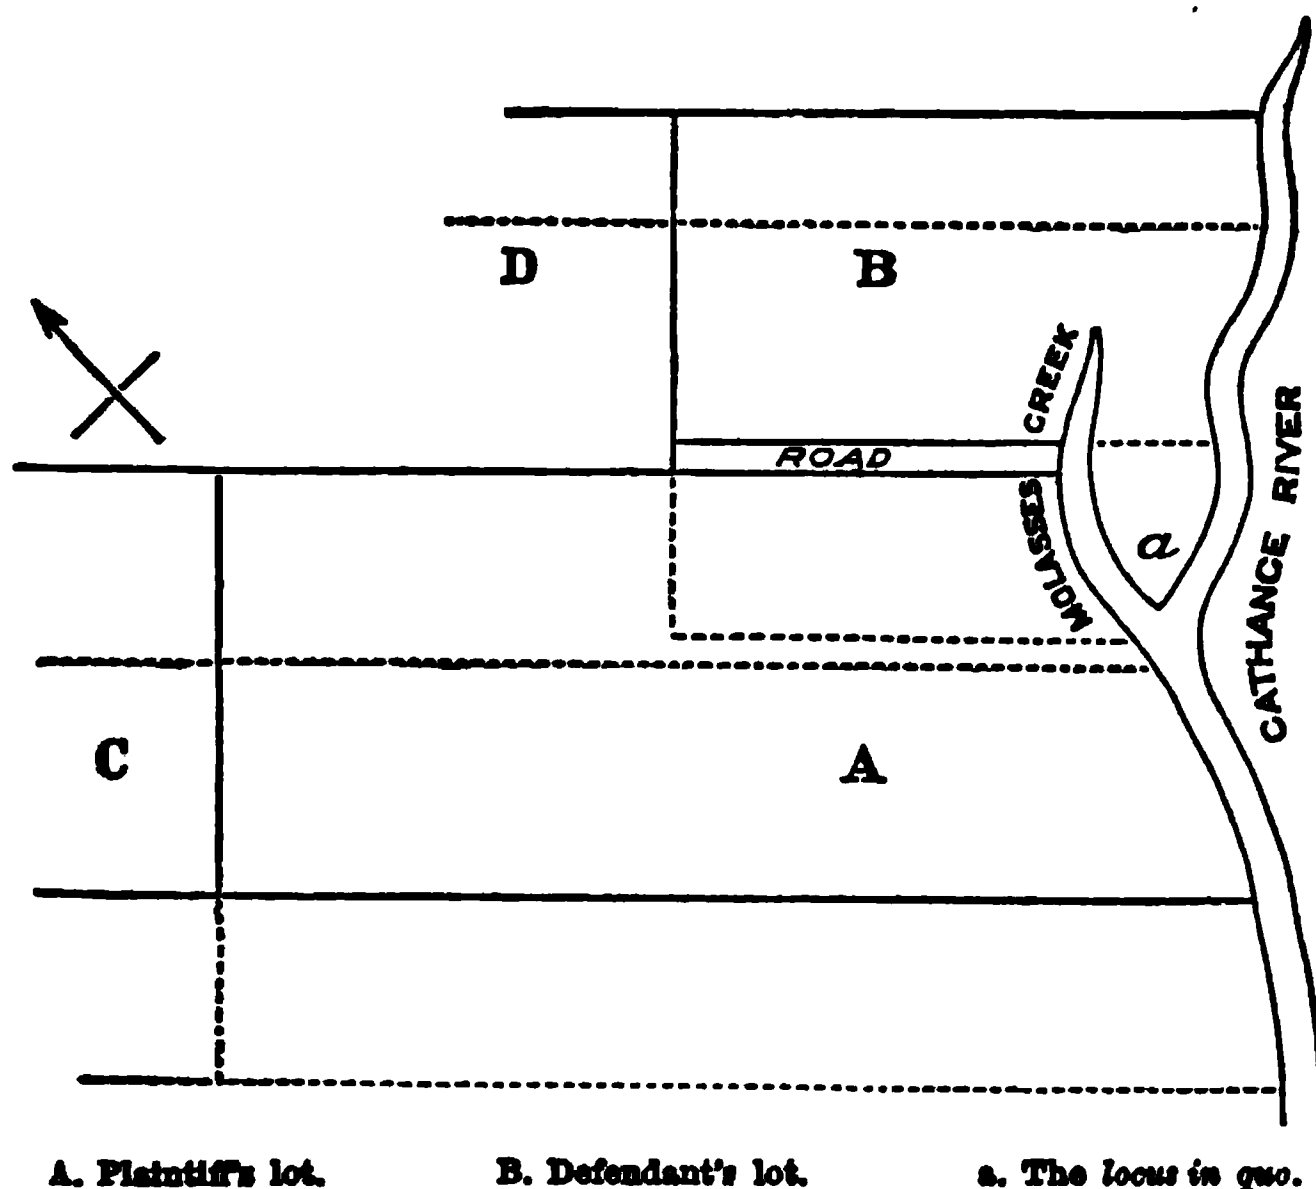 D
B
CREEK
ROAD
MOLASSES
a
CATHANCE RIVER
C
A
A. Plaintiff's lot. B. Defendant's lot. a. The locus in quo.